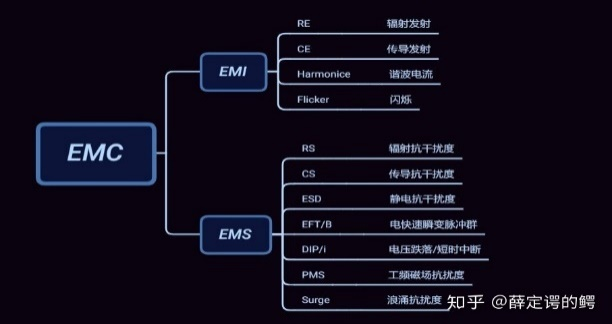 EMC
EMI
RE 辐射发射
CE 传导发射
Harmonice 谐波电流
Flicker 闪烁
EMS
RS 辐射抗干扰度
CS 传导抗干扰度
ESD 静电抗干扰度
EFT/B 电快速瞬变脉冲群
DIP/i 电压跌落/短时中断
PMS 工频磁场抗扰度
Surge 浪涌抗扰度
知乎 @薛定谔的鳄